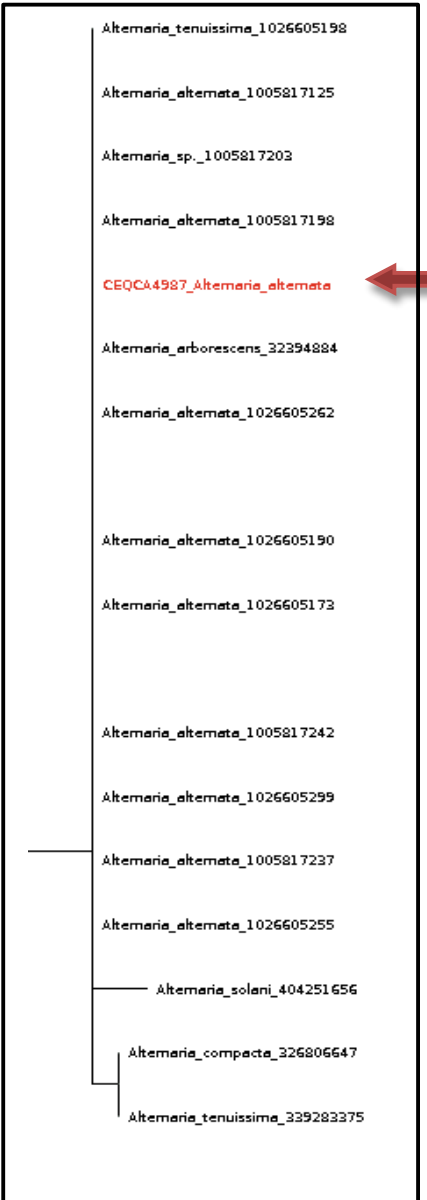 Alternaria_tenuissima_1026605198
Alternaria_alternata_1005817125
Alternaria_sp._1005817203
Alternaria_alternata_1005817198
CEQCA4987_Alternaria_alternata
Alternaria_arborescens_32394884
Alternaria_alternata_1026605262
Alternaria_alternata_1026605190
Alternaria_alternata_1026605173
Alternaria_alternata_1005817242
Alternaria_alternata_1026605299
Alternaria_alternata_1005817237
Alternaria_alternata_1026605255
Alternaria_solani_404251656
Alternaria_compacta_326806647
Alternaria_tenuissima_339283375